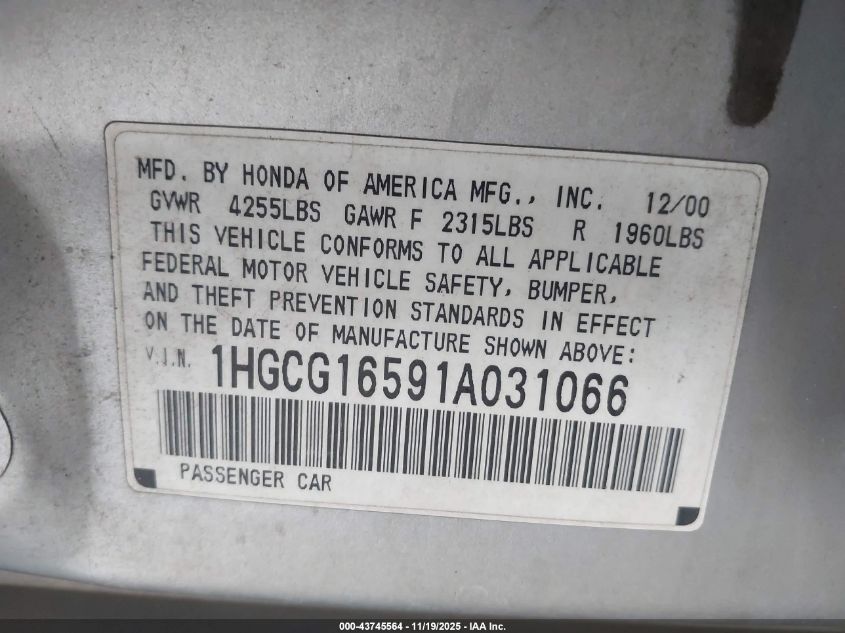 MFD. BY HONDA OF AMERICA MFG., INC. 12/00
GVWR 4255LBS GAWR F 2315LBS R 1960LBS
THIS VEHICLE CONFORMS TO ALL APPLICABLE
FEDERAL MOTOR VEHICLE SAFETY, BUMPER,
AND THEFT PREVENTION STANDARDS IN EFFECT
ON THE DATE OF MANUFACTURE SHOWN ABOVE:
V.I.N. 1HGCG16591A031066
PASSENGER CAR
000-43745564 - 11/19/2025 - IAA Inc.